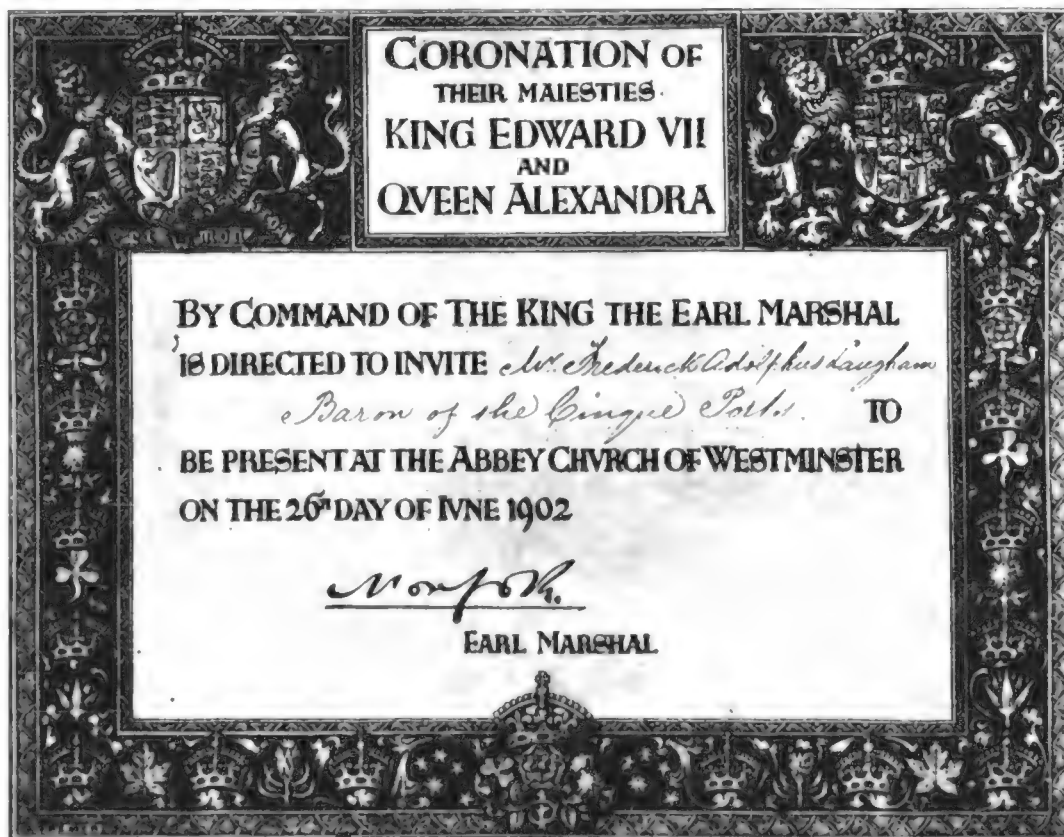 CORONATION OF
THEIR MAIESTIES
KING EDWARD VII
AND
QVEEN ALEXANDRA
BY COMMAND OF THE KING THE EARL MARSHAL
IS DIRECTED TO INVITE Mr. Frederick Adolphus Langham
Baron of the Cinque Ports. TO
BE PRESENT AT THE ABBEY CHVRCH OF WESTMINSTER
ON THE 26TH DAY OF IVNE 1902
Norfolk.
EARL MARSHAL